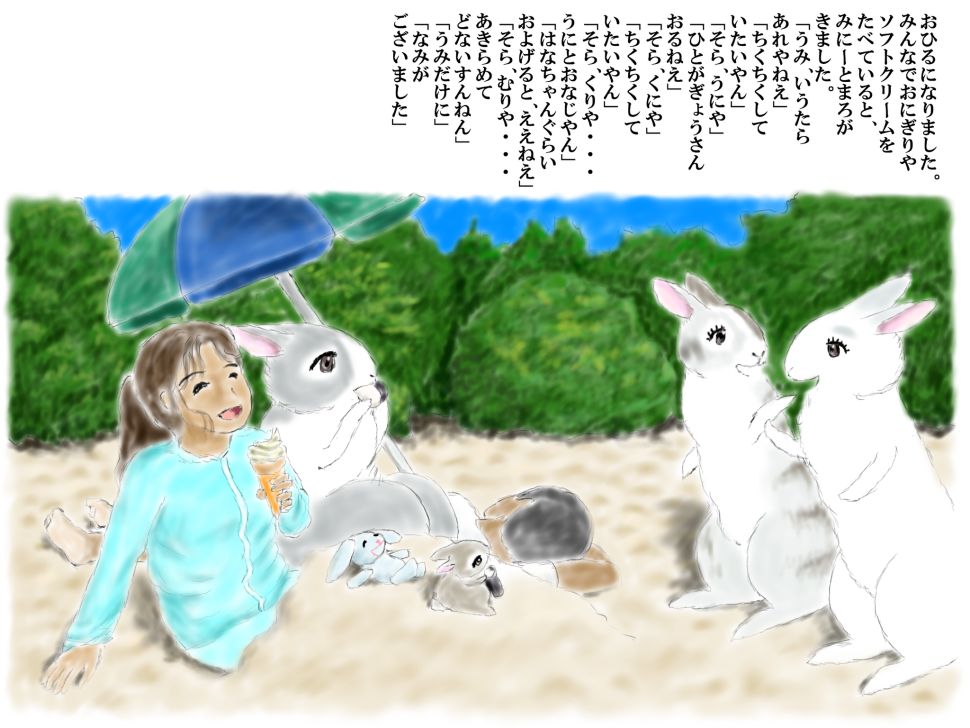 おひるになりました。
みんなでおにぎりや
ソフトクリームを
たべていると、
みにーとまろが
きました。
「うみ、いうたら
あれやねえ」
「ちくちくして
いたいやん」
「そら、うにや」
「ひとがぎょうさん
おるねえ」
「そら、くにや」
「ちくちくして
いたいやん」
「そら、くりや・・・
うにとおなじやん」
「はなちゃんぐらい
およげると、ええねえ」
「そら、むりや・・・
あきらめて
どないすんねん」
「うみだけに」
「なみが
ございました」